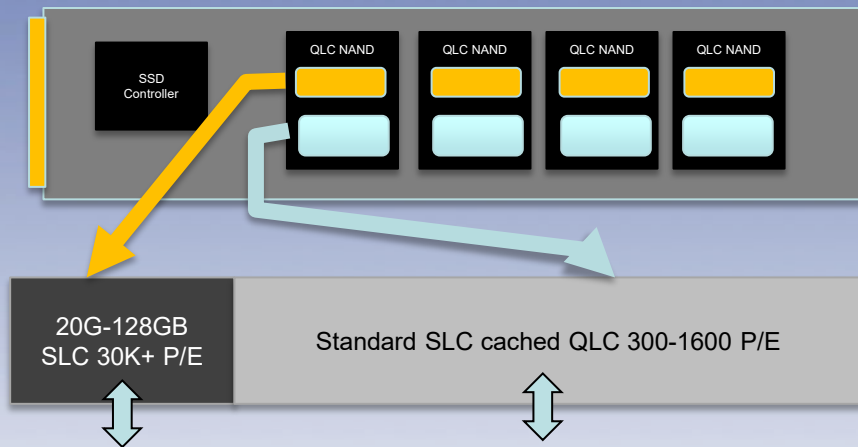 QLC NAND
QLC NAND
QLC NAND
QLC NAND
SSD
Controller
20G-128GB
SLC 30K+ P/E
Standard SLC cached QLC 300-1600 P/E